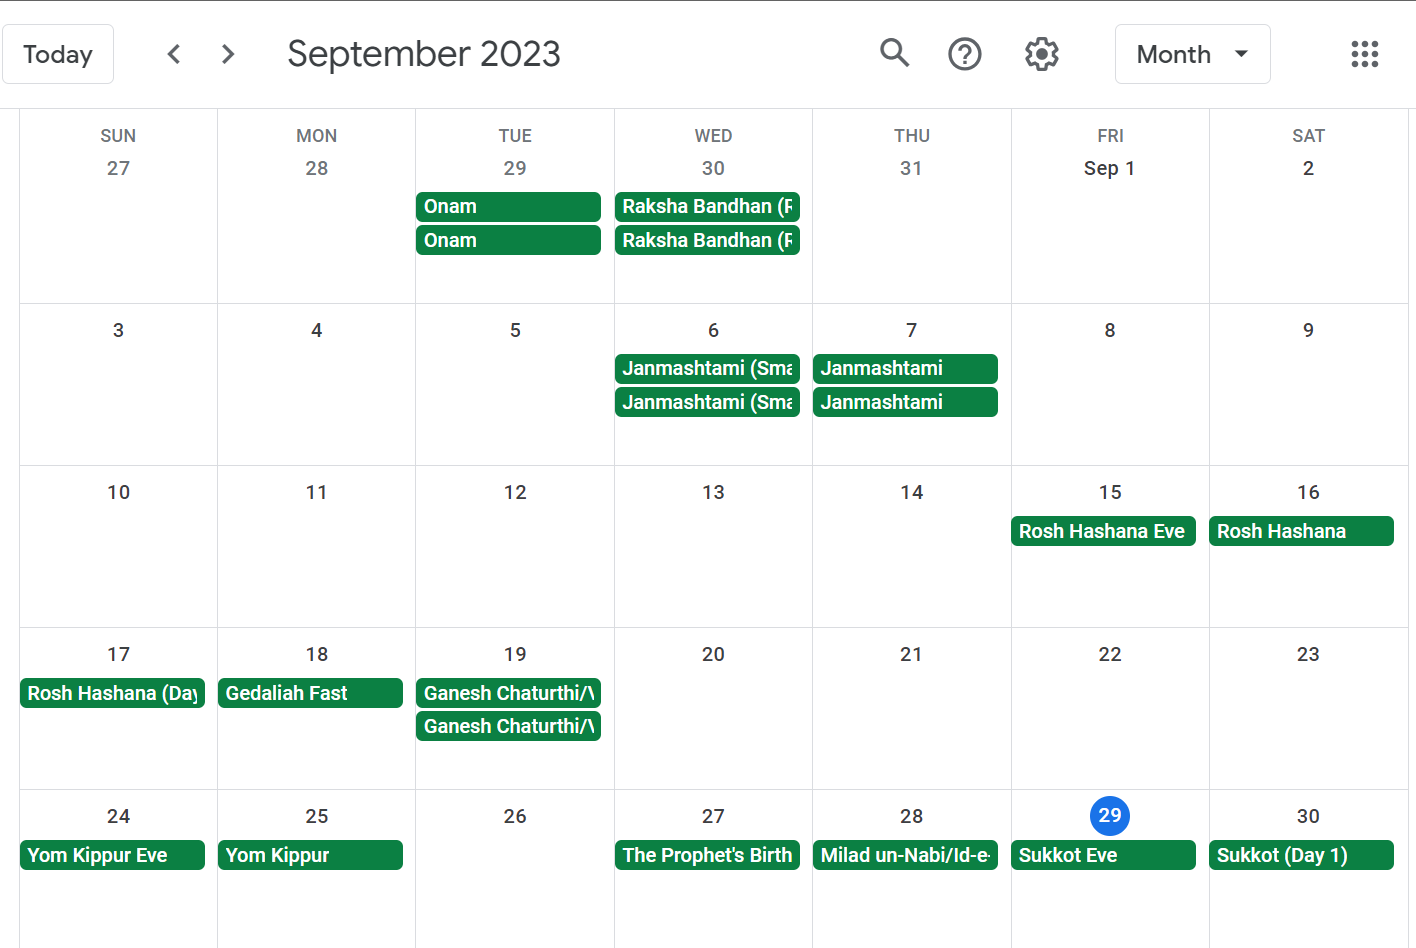 Today
September 2023
Month
SUN MON TUE WED THU FRI SAT
27 28 29 30 31 Sep 1 2
Onam Raksha Bandhan (R
Onam Raksha Bandhan (R
3 4 5 6 7 8 9
Janmashtami (Sma Janmashtami
Janmashtami (Sma Janmashtami
10 11 12 13 14 15 16
Rosh Hashana Eve Rosh Hashana
17 18 19 20 21 22 23
Rosh Hashana (Day Gedaliah Fast Ganesh Chaturthi/V
Ganesh Chaturthi/V
24 25 26 27 28 29 30
Yom Kippur Eve Yom Kippur The Prophet's Birth Milad un-Nabi/Id-e- Sukkot Eve Sukkot (Day 1)